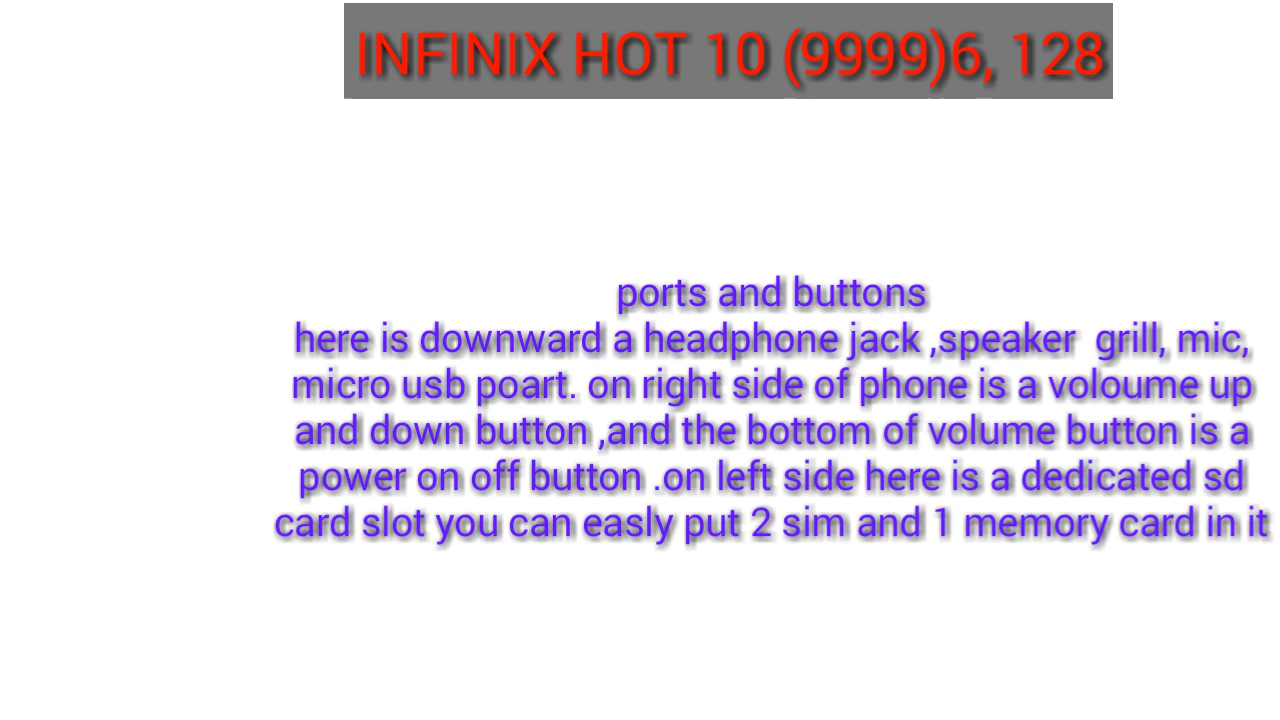 INFINIX HOT 10 (9999)6, 128
ports and buttons
here is downward a headphone jack ,speaker  grill, mic,
micro usb poart. on right side of phone is a voloume up
and down button ,and the bottom of volume button is a
power on off button .on left side here is a dedicated sd
card slot you can easly put 2 sim and 1 memory card in it